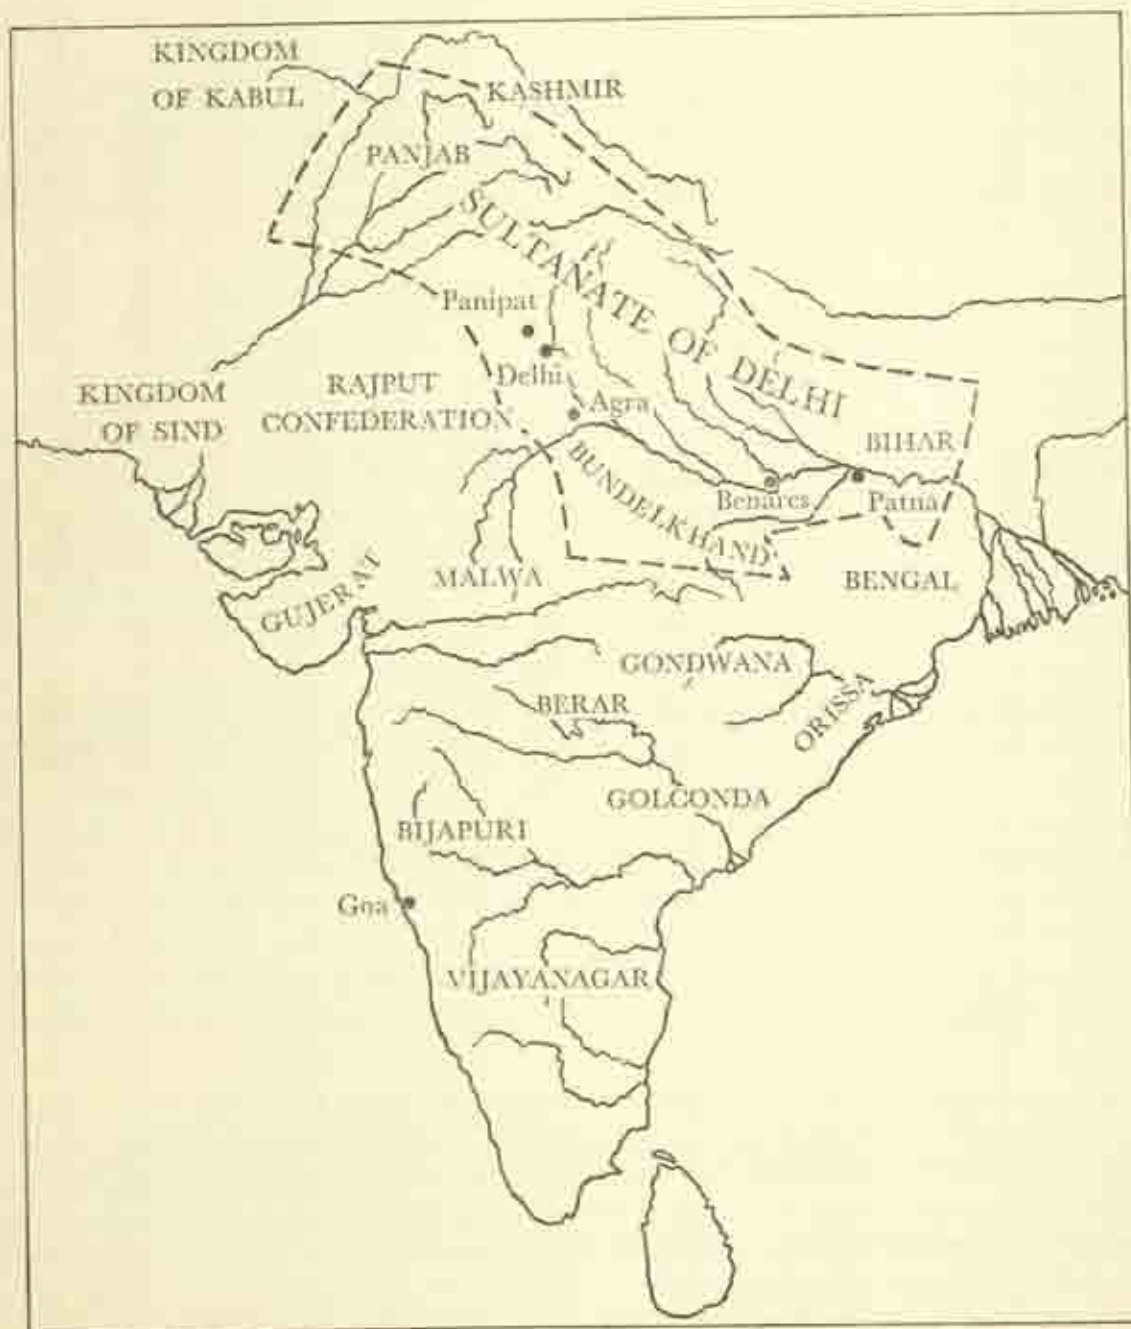 KINGDOM
OF KABUL
KASHMIR
PANJAB
SULTANATE OF DELHI
Panipat
Delhi
KINGDOM
OF SIND
RAJPUT
CONFEDERATION
Agra
BIHAR
BUNDELKHAND
Benares
Patna
MALWA
BENGAL
GUJERAT
GONDWANA
BERAR
ORISSA
GOLCONDA
BIJAPURI
Goa
VIJAYANAGAR